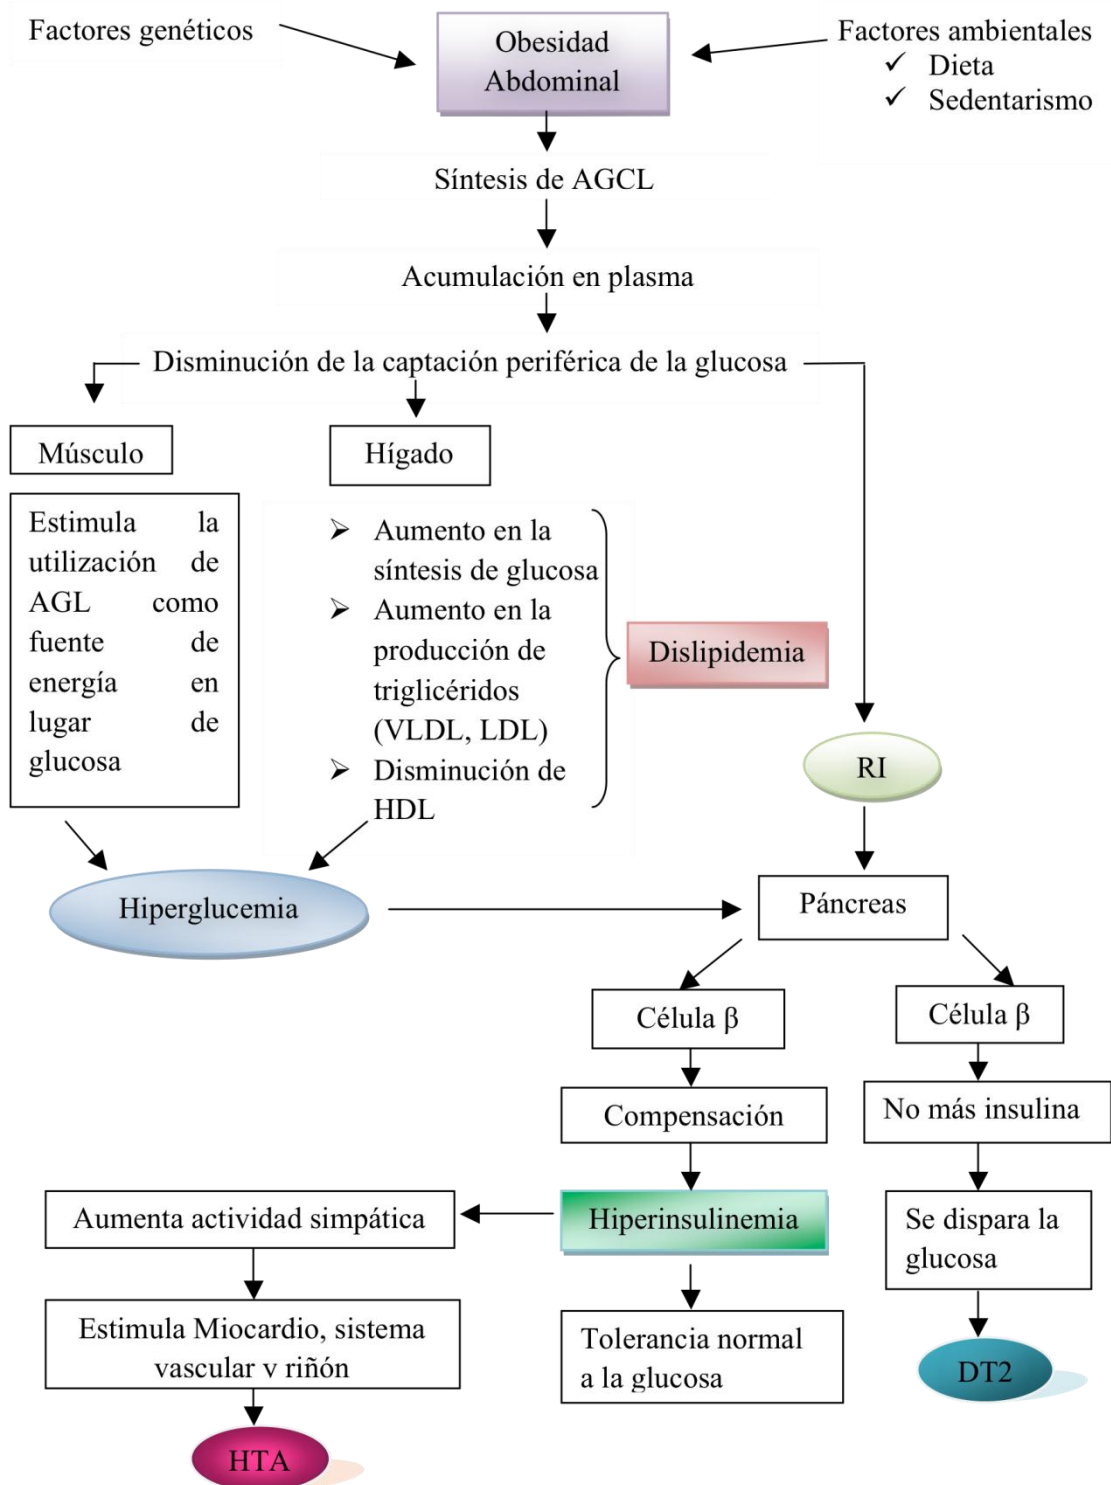 Factores genéticos
Obesidad
Abdominal
Factores ambientales
✓ Dieta
✓ Sedentarismo
Síntesis de AGCL
Acumulación en plasma
Disminución de la captación periférica de la glucosa
Músculo
Hígado
Estimula la
utilización de
AGL como
fuente de
energía en
lugar de
glucosa
➢ Aumento en la
síntesis de glucosa
➢ Aumento en la
producción de
triglicéridos
(VLDL, LDL)
➢ Disminución de
HDL
Dislipidemia
RI
Hiperglucemia
Páncreas
Célula β
Célula β
Compensación
No más insulina
Aumenta actividad simpática
Hiperinsulinemia
Se dispara la
glucosa
Estimula Miocardio, sistema
vascular y riñón
Tolerancia normal
a la glucosa
DT2
HTA